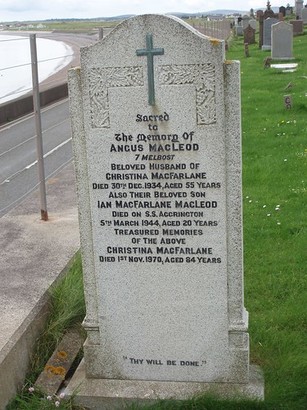 Sacred
to
The Memory Of
ANGUS MACLEOD
7 MELBOST
BELOVED HUSBAND OF
CHRISTINA MACFARLANE
DIED 30TH DEC. 1934, AGED 55 YEARS
ALSO THEIR BELOVED SON
IAN MACFARLANE MACLEOD
DIED ON S.S. ACCRINGTON
5TH MARCH 1944, AGED 20 YEARS
TREASURED MEMORIES
OF THE ABOVE
CHRISTINA MACFARLANE
DIED 1ST NOV. 1970, AGED 84 YEARS
"THY WILL BE DONE."